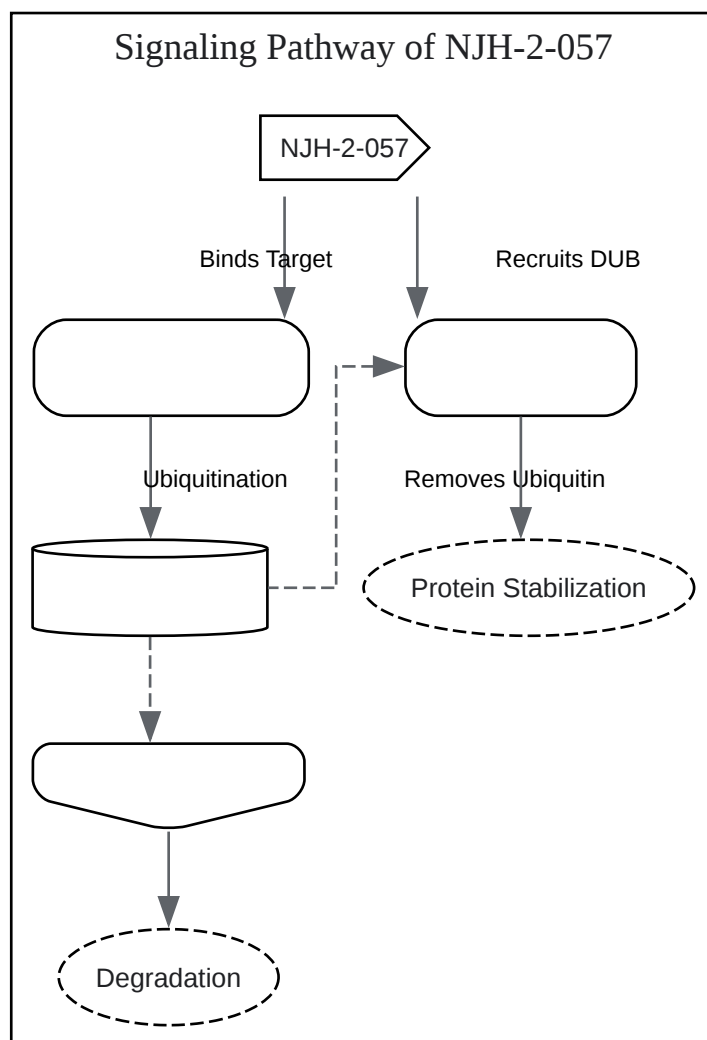 Signaling Pathway of NJH-2-057
NJH-2-057
Binds Target
Recruits DUB
Ubiquitination
Removes Ubiquitin
Protein Stabilization
Degradation